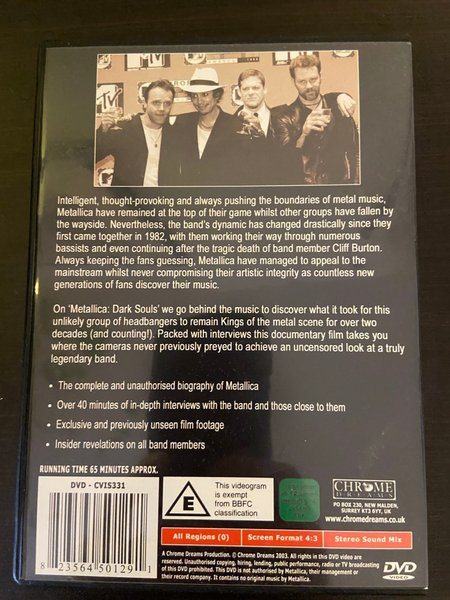 MTV
MTV
Intelligent, thought-provoking and always pushing the boundaries of metal music,
Metallica have remained at the top of their game whilst other groups have fallen by
the wayside. Nevertheless, the band's dynamic has changed drastically since they
first came together in 1982, with them working their way through numerous
bassists and even continuing after the tragic death of band member Cliff Burton.
Always keeping the fans guessing, Metallica have managed to appeal to the
mainstream whilst never compromising their artistic integrity as countless new
generations of fans discover their music.
On 'Metallica: Dark Souls' we go behind the music to discover what it took for this
unlikely group of headbangers to remain Kings of the metal scene for over two
decades (and counting!). Packed with interviews this documentary film takes you
where the cameras never previously preyed to achieve an uncensored look at a truly
legendary band.
• The complete and unauthorised biography of Metallica
• Over 40 minutes of in-depth interviews with the band and those close to them
• Exclusive and previously unseen film footage
• Insider revelations on all band members
RUNNING TIME 65 MINUTES APPROX.
DVD - CVIS331
8 23564 50129 1
E
This videogram
is exempt
from BBFC
classification
CHROME
DREAMS
PO BOX 230, NEW MALDEN,
SURREY KT3 6YY, UK
www.chromedreams.co.uk
All Regions (0)
Screen Format 4:3
Stereo Sound Mix
A Chrome Dreams Production. © Chrome Dreams 2003. All rights in this DVD video are
reserved. Unauthorised copying, hiring, lending, public performance, radio or TV broadcasting
of this DVD prohibited. This DVD is not authorised by Metallica, their management or
their record company. It contains no original music by Metallica.
DVD